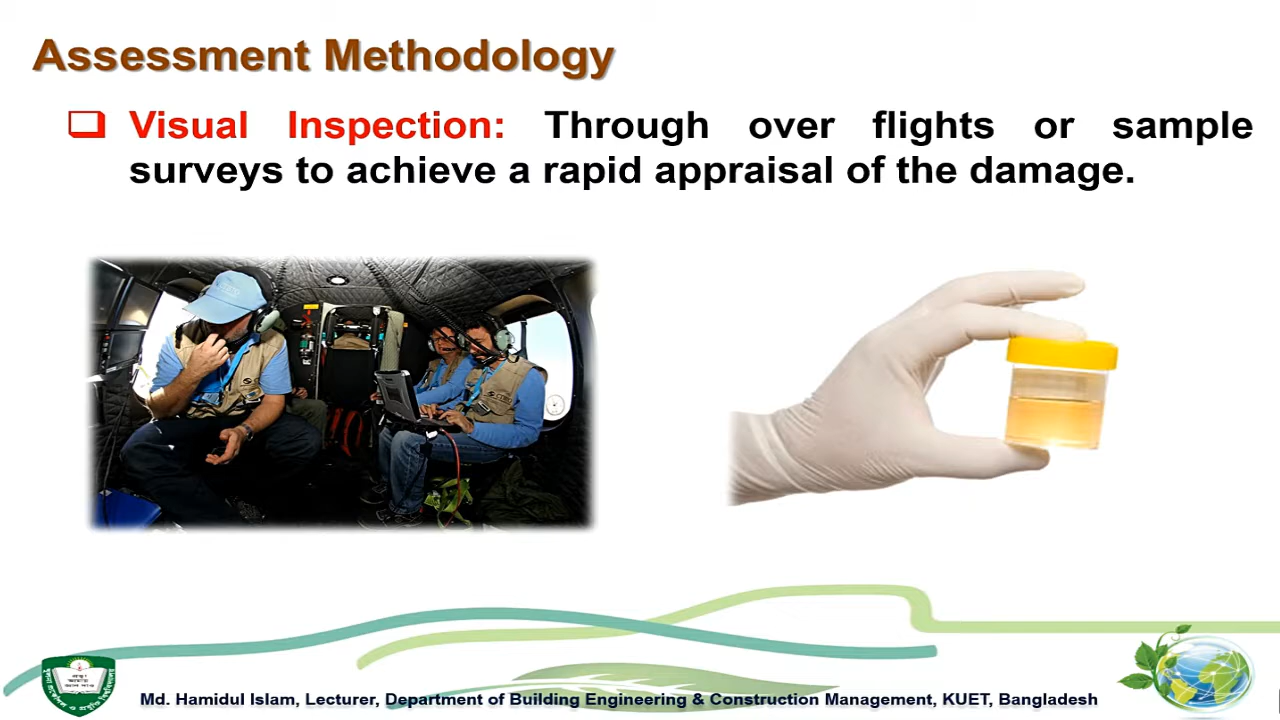 Assessment Methodology
❑ Visual Inspection: Through over flights or sample
surveys to achieve a rapid appraisal of the damage.
Md. Hamidul Islam, Lecturer, Department of Building Engineering & Construction Management, KUET, Bangladesh